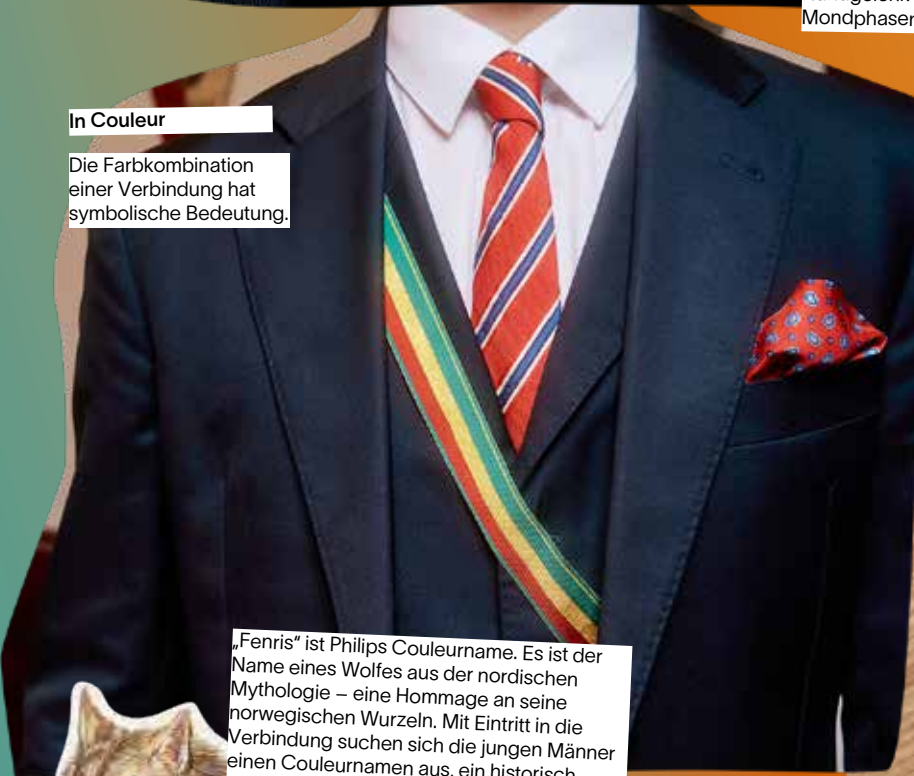 Mondphasen
In Couleur
Die Farbkombination
einer Verbindung hat
symbolische Bedeutung.
„Fenris“ ist Philips Couleurname. Es ist der
Name eines Wolfes aus der nordischen
Mythologie – eine Hommage an seine
norwegischen Wurzeln. Mit Eintritt in die
Verbindung suchen sich die jungen Männer
einen Couleurnamen aus, ein historisch